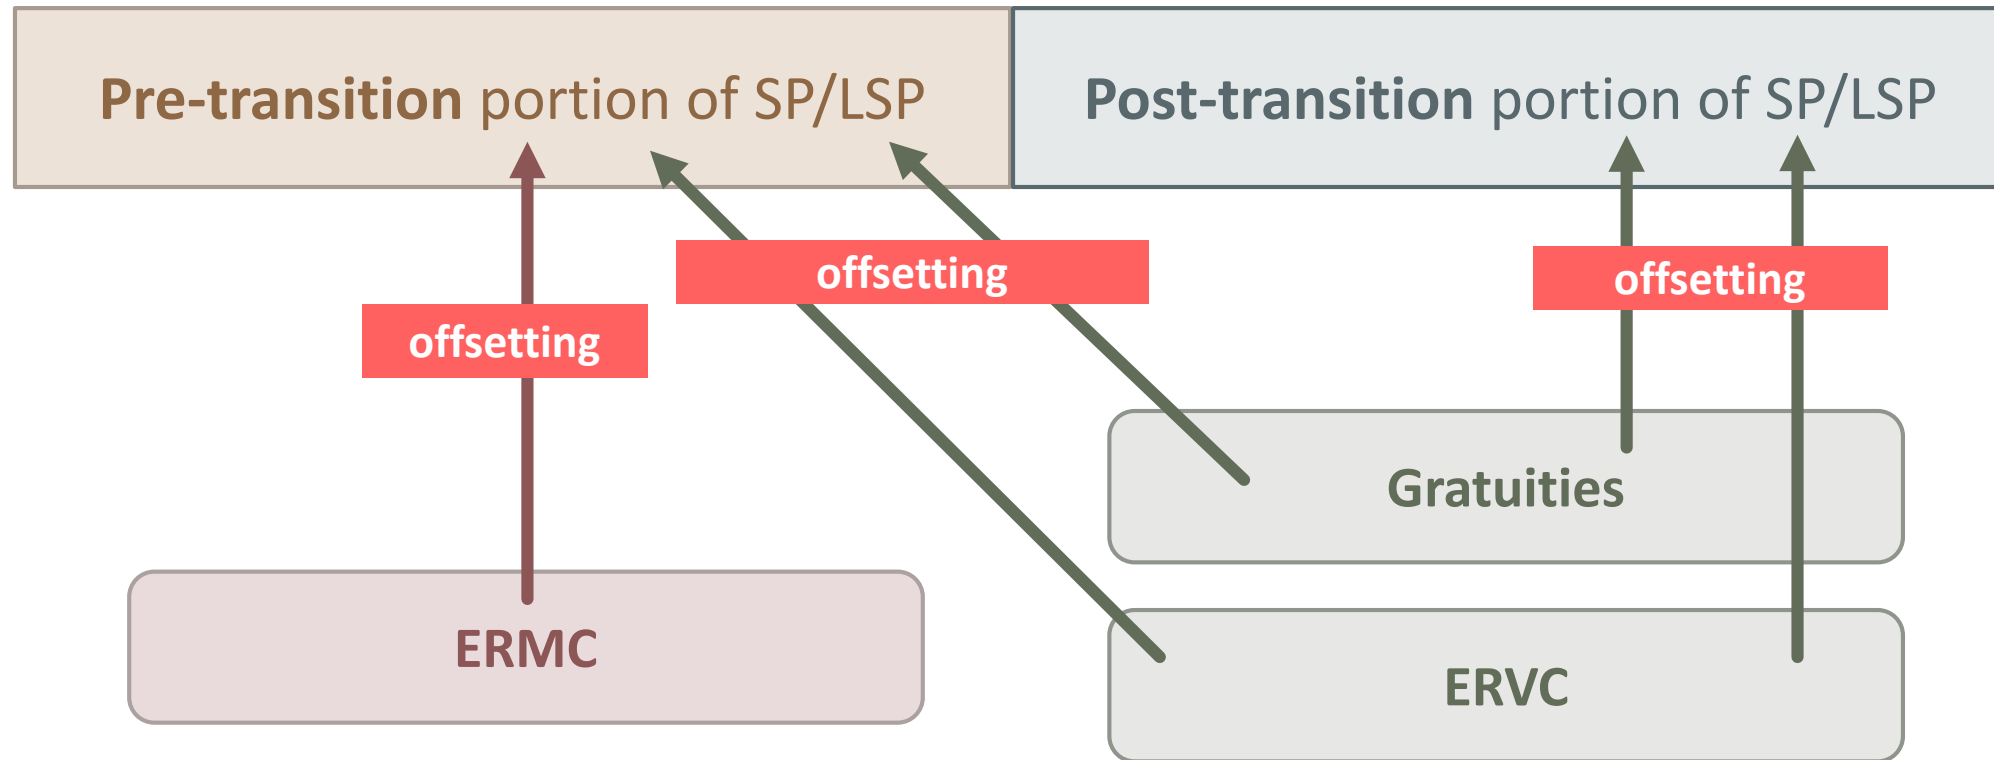 Pre-transition portion of SP/LSP
Post-transition portion of SP/LSP
offsetting
offsetting
offsetting
Gratuities
ERMC
ERVC